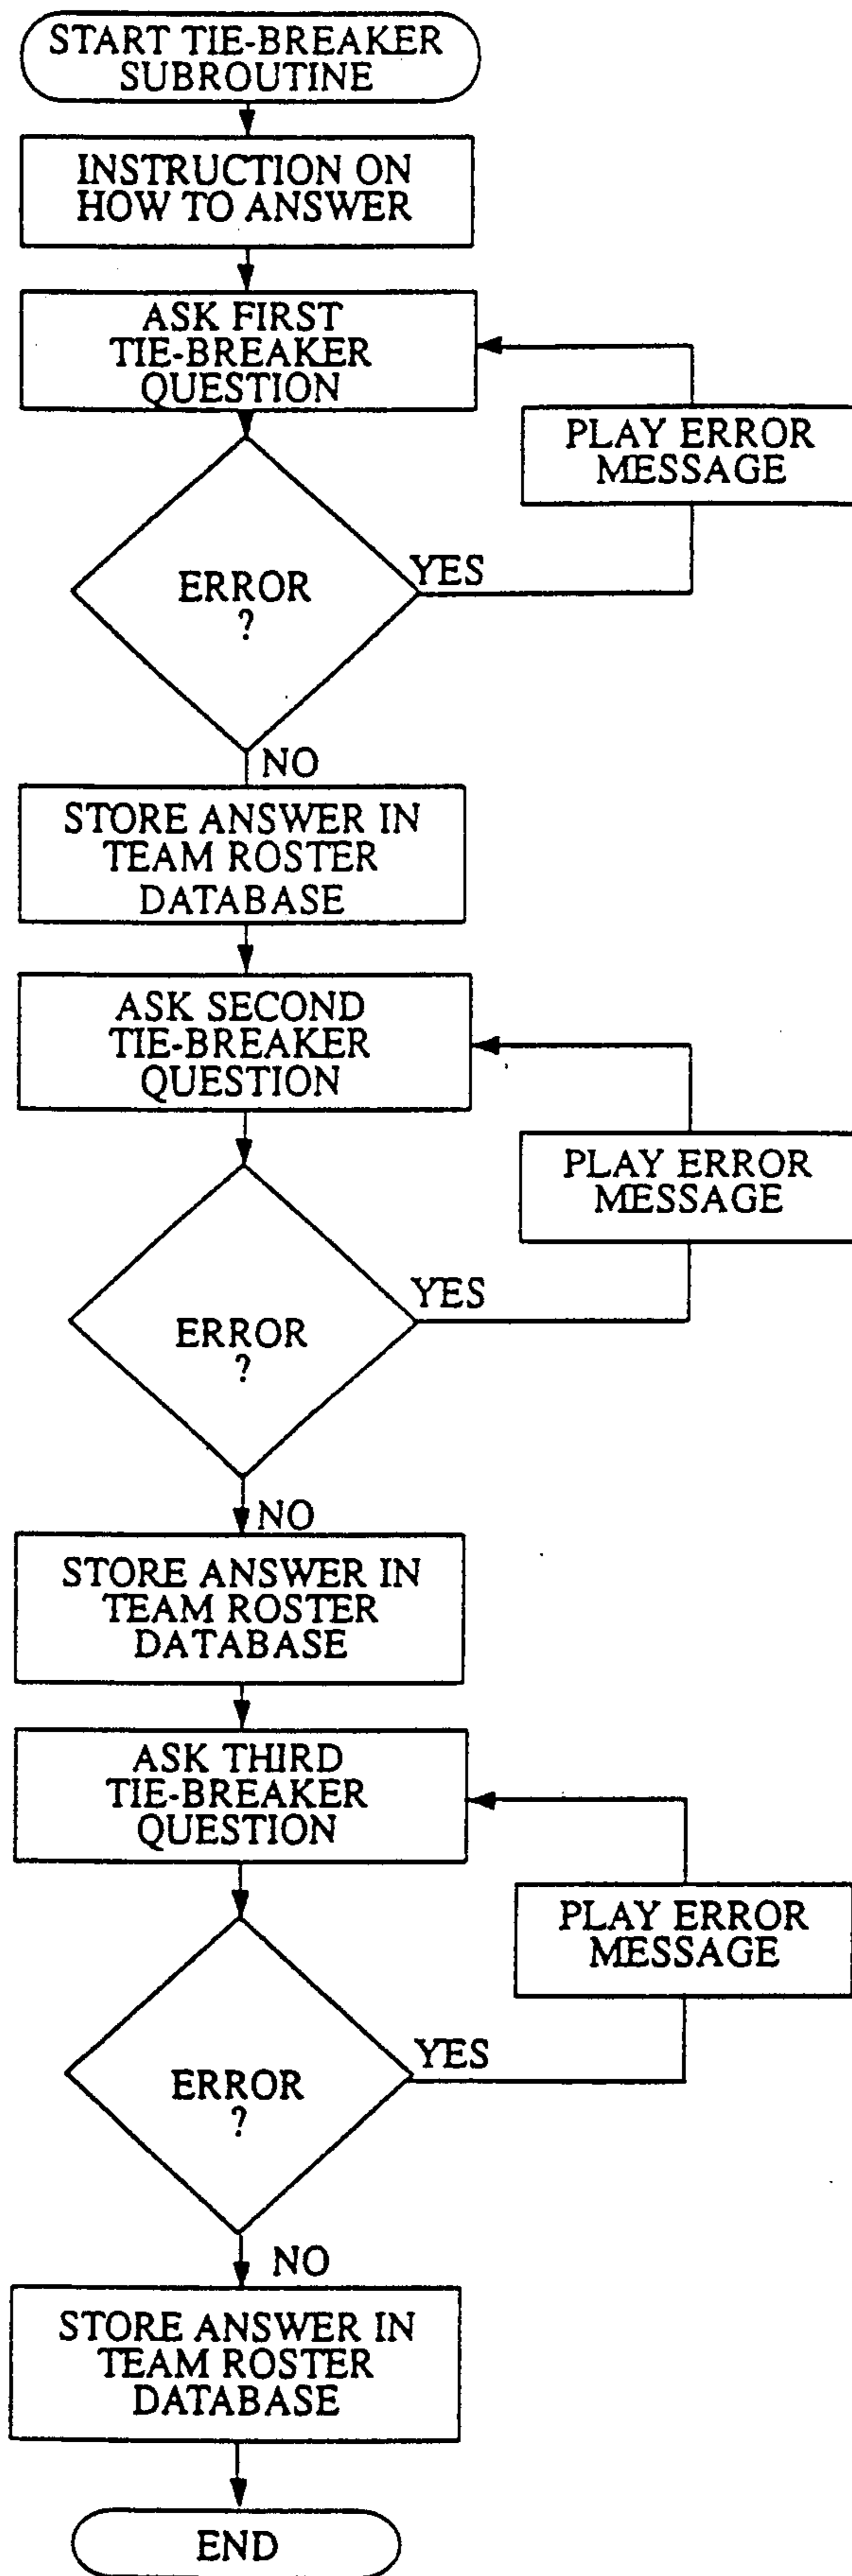 START TIE-BREAKER
SUBROUTINE
INSTRUCTION ON
HOW TO ANSWER
ASK FIRST
TIE-BREAKER
QUESTION
PLAY ERROR
MESSAGE
ERROR
?
YES
NO
STORE ANSWER IN
TEAM ROSTER
DATABASE
ASK SECOND
TIE-BREAKER
QUESTION
PLAY ERROR
MESSAGE
ERROR
?
YES
NO
STORE ANSWER IN
TEAM ROSTER
DATABASE
ASK THIRD
TIE-BREAKER
QUESTION
PLAY ERROR
MESSAGE
ERROR
?
YES
NO
STORE ANSWER IN
TEAM ROSTER
DATABASE
END